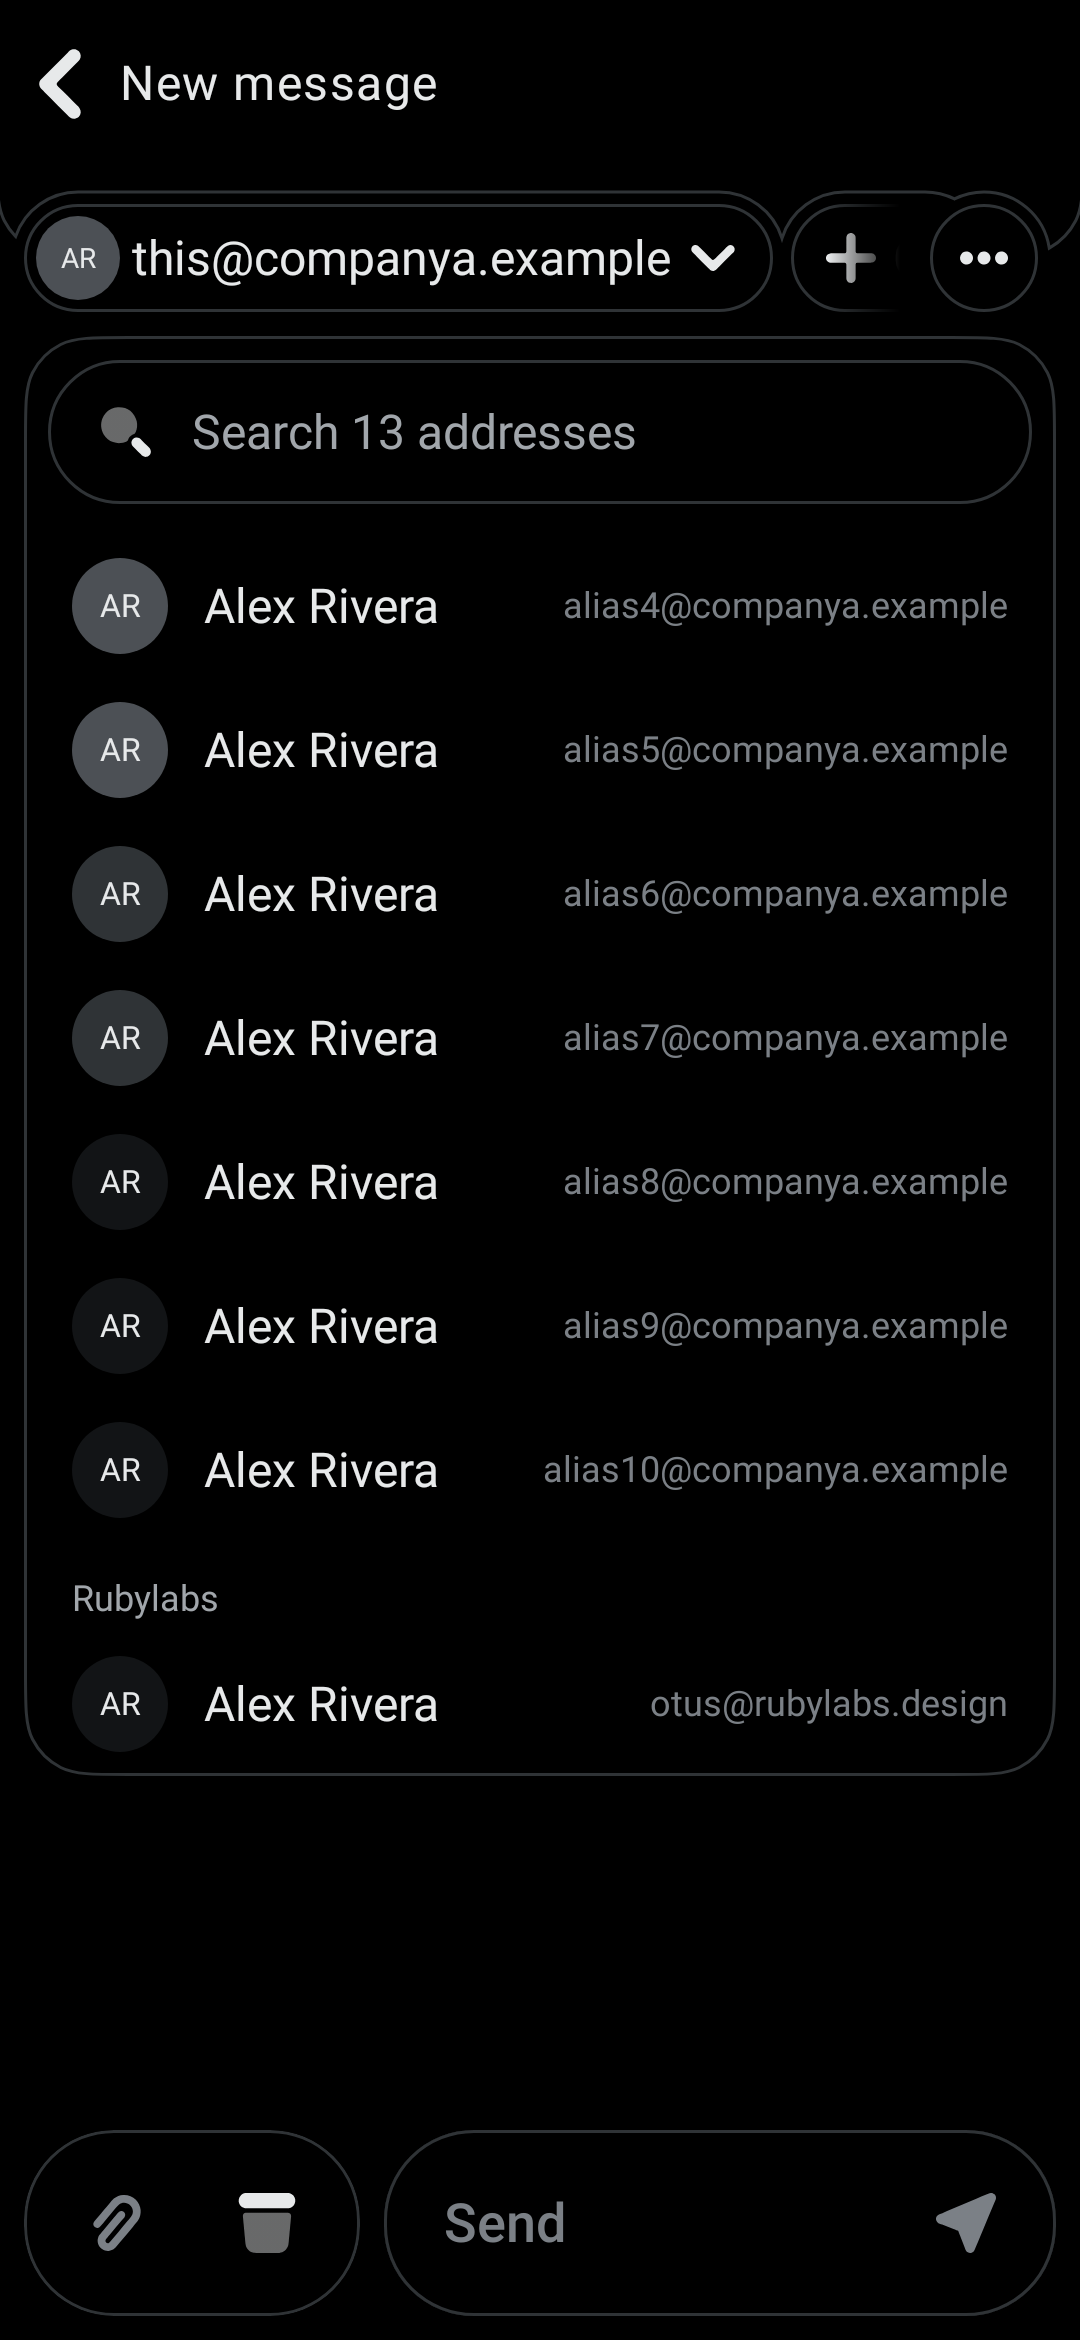 New message
AR this@companya.example
Search 13 addresses
AR Alex Rivera alias4@companya.example
AR Alex Rivera alias5@companya.example
AR Alex Rivera alias6@companya.example
AR Alex Rivera alias7@companya.example
AR Alex Rivera alias8@companya.example
AR Alex Rivera alias9@companya.example
AR Alex Rivera alias10@companya.example
Rubylabs
AR Alex Rivera otus@rubylabs.design
Send